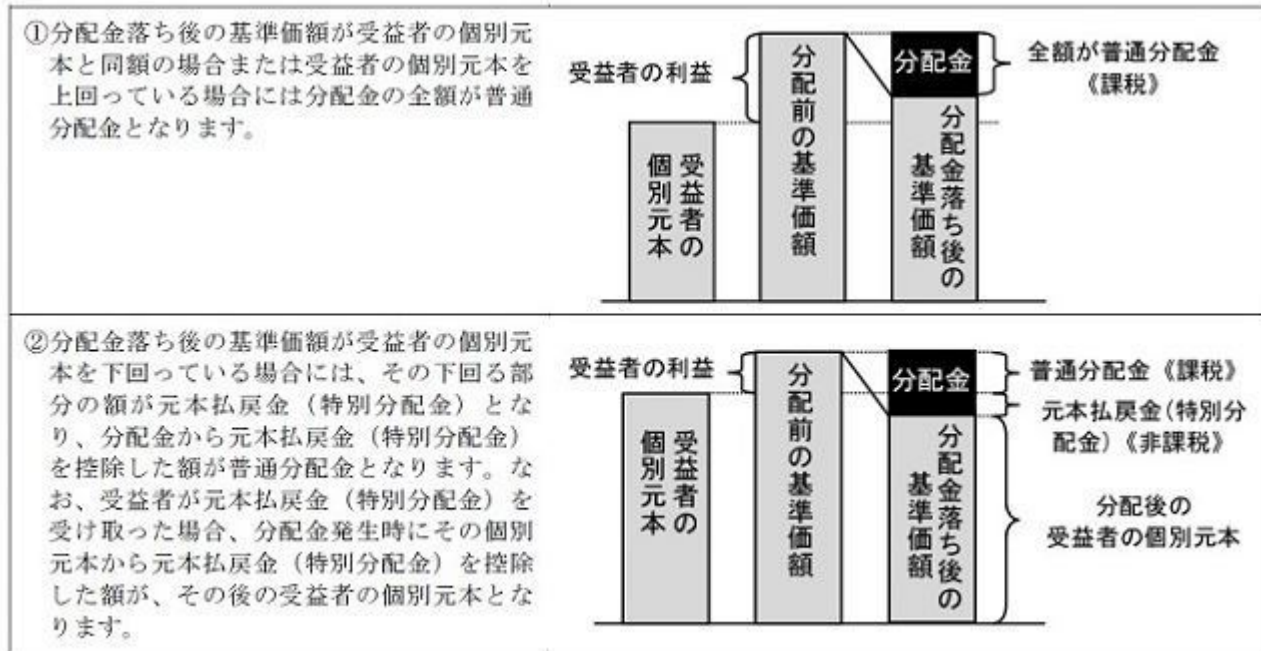 ①分配金落ち後の基準価額が受益者の個別元
本と同額の場合または受益者の個別元本を
上回っている場合には分配金の全額が普通
分配金となります。
受益者の利益
受益者の
個別元本
分配前の基準価額
分配金
分配金落ち後の
基準価額
全額が普通分配金
《課税》
②分配金落ち後の基準価額が受益者の個別元
本を下回っている場合には、その下回る部
分の額が元本払戻金（特別分配金）とな
り、分配金から元本払戻金（特別分配金）
を控除した額が普通分配金となります。な
お、受益者が元本払戻金（特別分配金）を
受け取った場合、分配金発生時にその個別
元本から元本払戻金（特別分配金）を控除
した額が、その後の受益者の個別元本とな
ります。
受益者の利益
受益者の
個別元本
分配前の基準価額
分配金
分配金落ち後の
基準価額
普通分配金《課税》
元本払戻金(特別分
配金)《非課税》
分配後の
受益者の個別元本